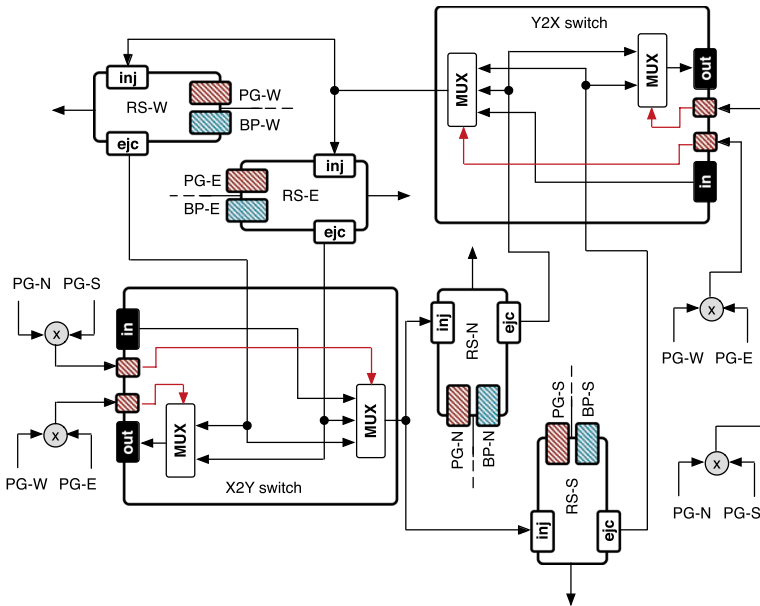 Y2X switch
inj
RS-W
PG-W
BP-W
ejc
MUX
MUX
out
in
inj
PG-E
RS-E
BP-E
ejc
PG-N PG-S
x
in
out
MUX
MUX
X2Y switch
x
PG-W PG-E
inj
RS-N
ejc
PG-N
BP-N
PG-S
BP-S
RS-S
inj
ejc
x
PG-W PG-E
x
PG-N PG-S